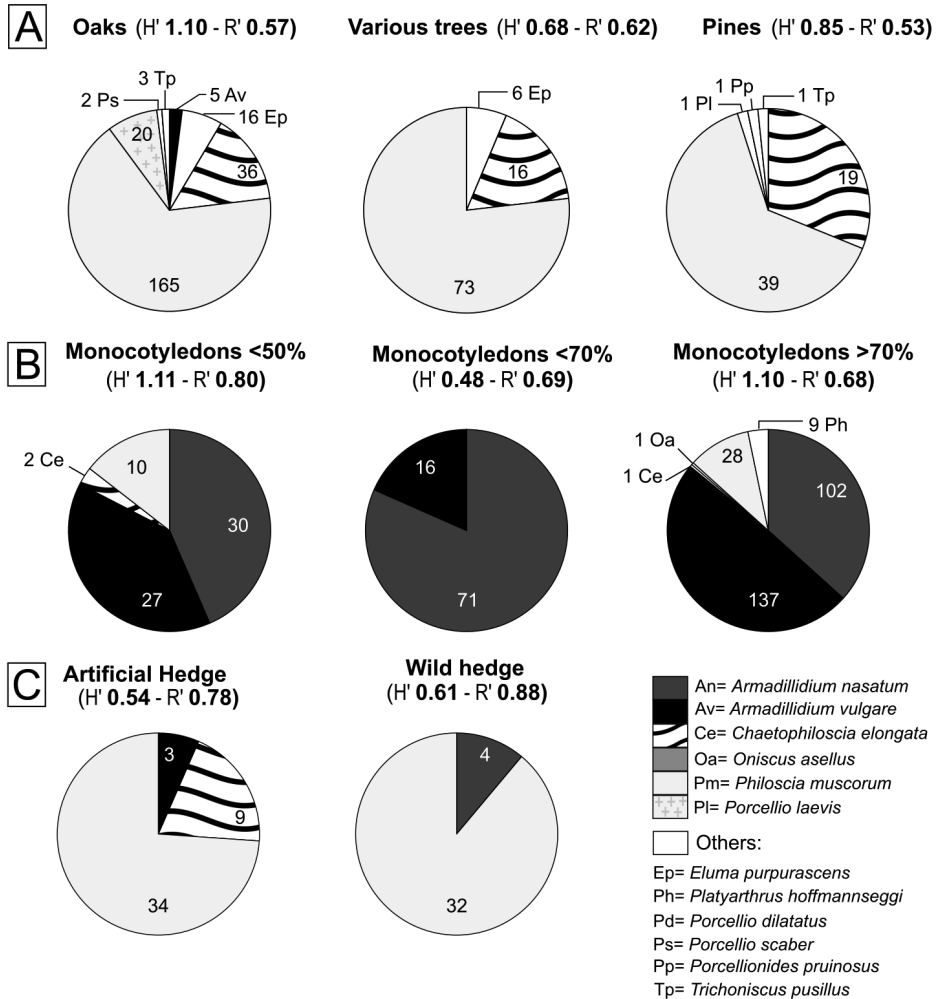 A
Oaks (H' 1.10 - R' 0.57)
Various trees (H' 0.68 - R' 0.62)
Pines (H' 0.85 - R' 0.53)
3 Tp
2 Ps
5 Av
16 Ep
20
36
165
6 Ep
16
73
1 Pp
1 Pl
1 Tp
19
39
B
Monocotyledons <50%
(H' 1.11 - R' 0.80)
Monocotyledons <70%
(H' 0.48 - R' 0.69)
Monocotyledons >70%
(H' 1.10 - R' 0.68)
2 Ce
10
30
27
16
71
9 Ph
1 Oa
1 Ce
28
102
137
C
Artificial Hedge
(H' 0.54 - R' 0.78)
Wild hedge
(H' 0.61 - R' 0.88)
3
9
34
4
32
An= Armadillidium nasatum
Av= Armadillidium vulgare
Ce= Chaetophiloscia elongata
Oa= Oniscus asellus
Pm= Philoscia muscorum
Pl= Porcellio laevis
Others:
Ep= Eluma purpurascens
Ph= Platyarthrus hoffmannseggi
Pd= Porcellio dilatatus
Ps= Porcellio scaber
Pp= Porcellionides pruinosus
Tp= Trichoniscus pusillus